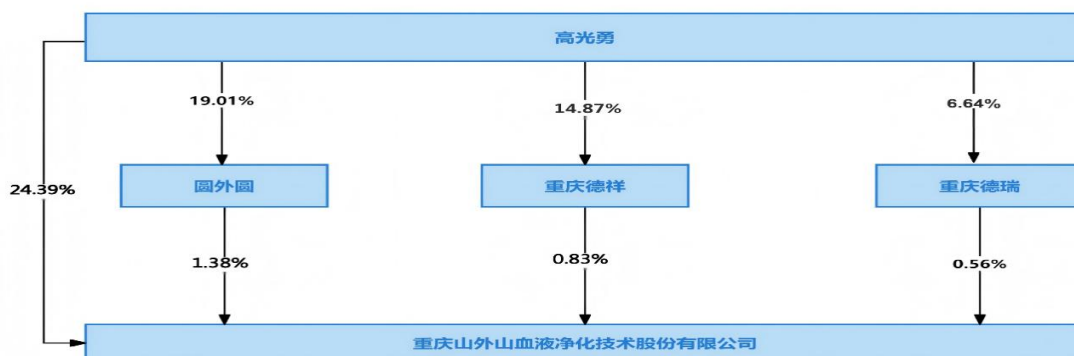 高光勇
19.01%
14.87%
6.64%
24.39%
圆外圆
重庆德祥
重庆德瑞
1.38%
0.83%
0.56%
重庆山外山血液净化技术股份有限公司